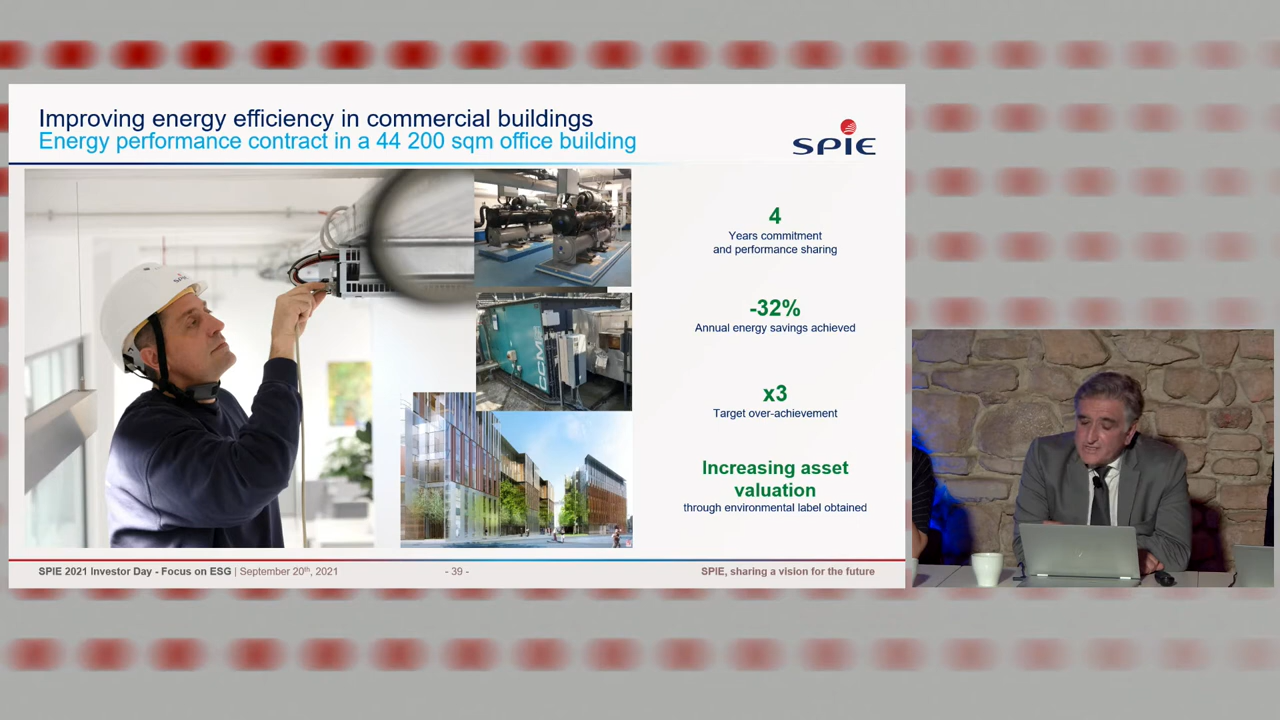 Improving energy efficiency in commercial buildings
Energy performance contract in a 44 200 sqm office building
SPIE
SPIE
CCME
4
Years commitment
and performance sharing
-32%
Annual energy savings achieved
x3
Target over-achievement
Increasing asset
valuation
through environmental label obtained
SPIE 2021 Investor Day - Focus on ESG | September 20th, 2021
- 39 -
SPIE, sharing a vision for the future